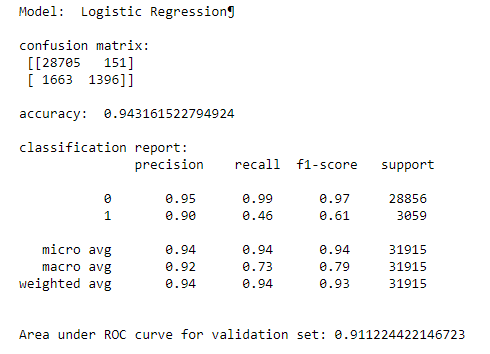 Model:  Logistic Regression¶
confusion matrix:
[[28705   151]
[ 1663  1396]]
accuracy:  0.943161522794924
classification report:
precision    recall  f1-score   support
0       0.95      0.99      0.97     28856
1       0.90      0.46      0.61      3059
micro avg       0.94      0.94      0.94     31915
macro avg       0.92      0.73      0.79     31915
weighted avg       0.94      0.94      0.93     31915
Area under ROC curve for validation set: 0.911224422146723